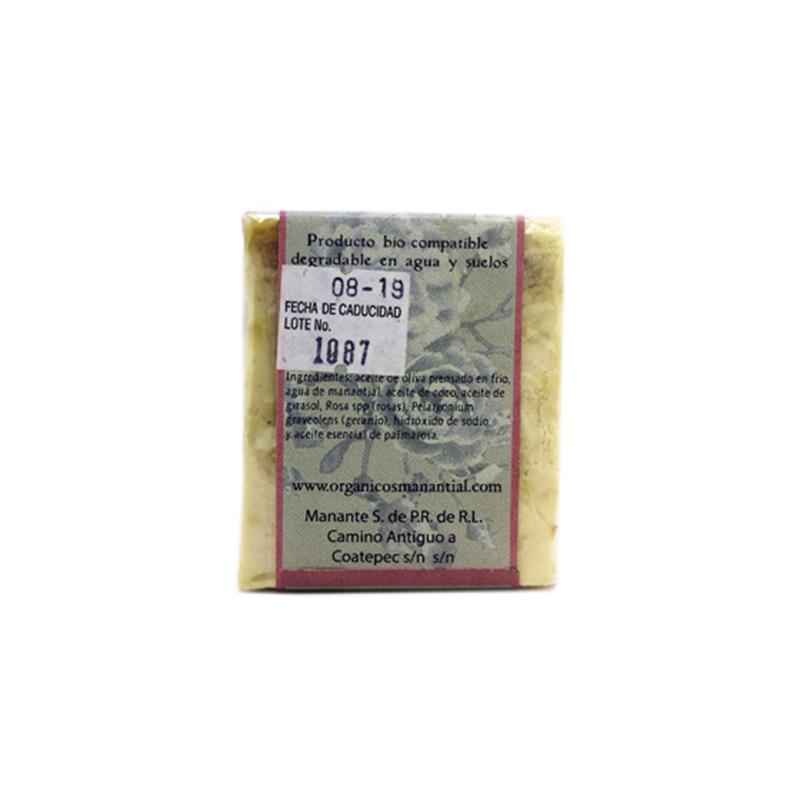 Producto bio compatible
degradable en agua y suelos
08-19
FECHA DE CADUCIDAD
LOTE No.
1087
Ingredientes: aceite de oliva prensado en frío,
agua de manantial, aceite de coco, aceite de
girasol, Rosa spp (rosas), Pelargonium
graveolens (geranio), hidróxido de sodio
y aceite esencial de palmarosa.
www.organicosmanantial.com
Manante S. de P.R. de R.L.
Camino Antiguo a
Coatepec s/n s/n